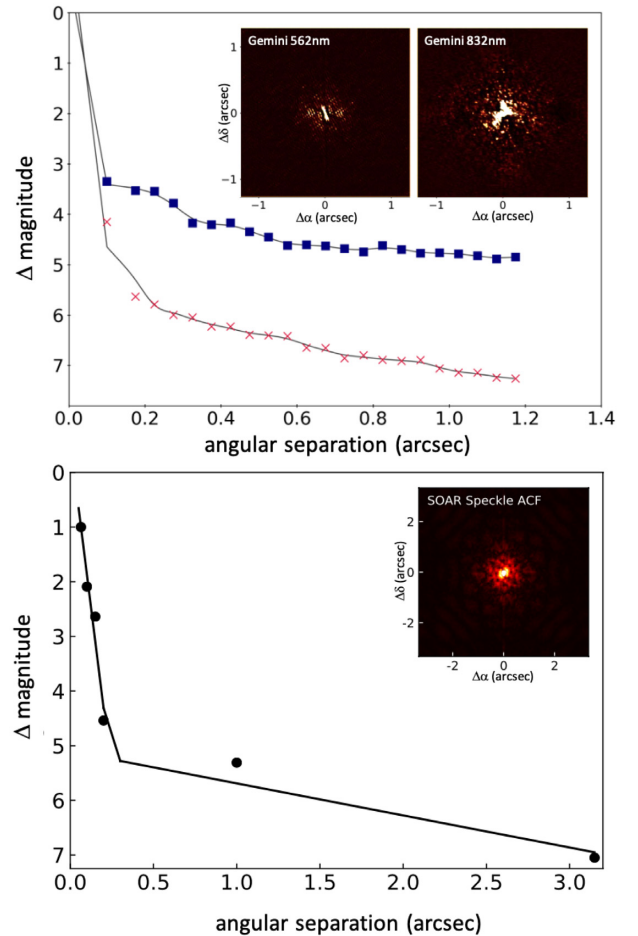 Gemini 562nm
Gemini 832nm
1
0
-1
Δδ (arcsec)
-1 0 1
-1 0 1
Δα (arcsec)
Δα (arcsec)
0
1
2
3
4
5
6
7
Δ magnitude
0.0 0.2 0.4 0.6 0.8 1.0 1.2 1.4
angular separation (arcsec)
SOAR Speckle ACF
2
0
-2
Δδ (arcsec)
-2 0 2
Δα (arcsec)
0
1
2
3
4
5
6
7
Δ magnitude
0.0 0.5 1.0 1.5 2.0 2.5 3.0
angular separation (arcsec)